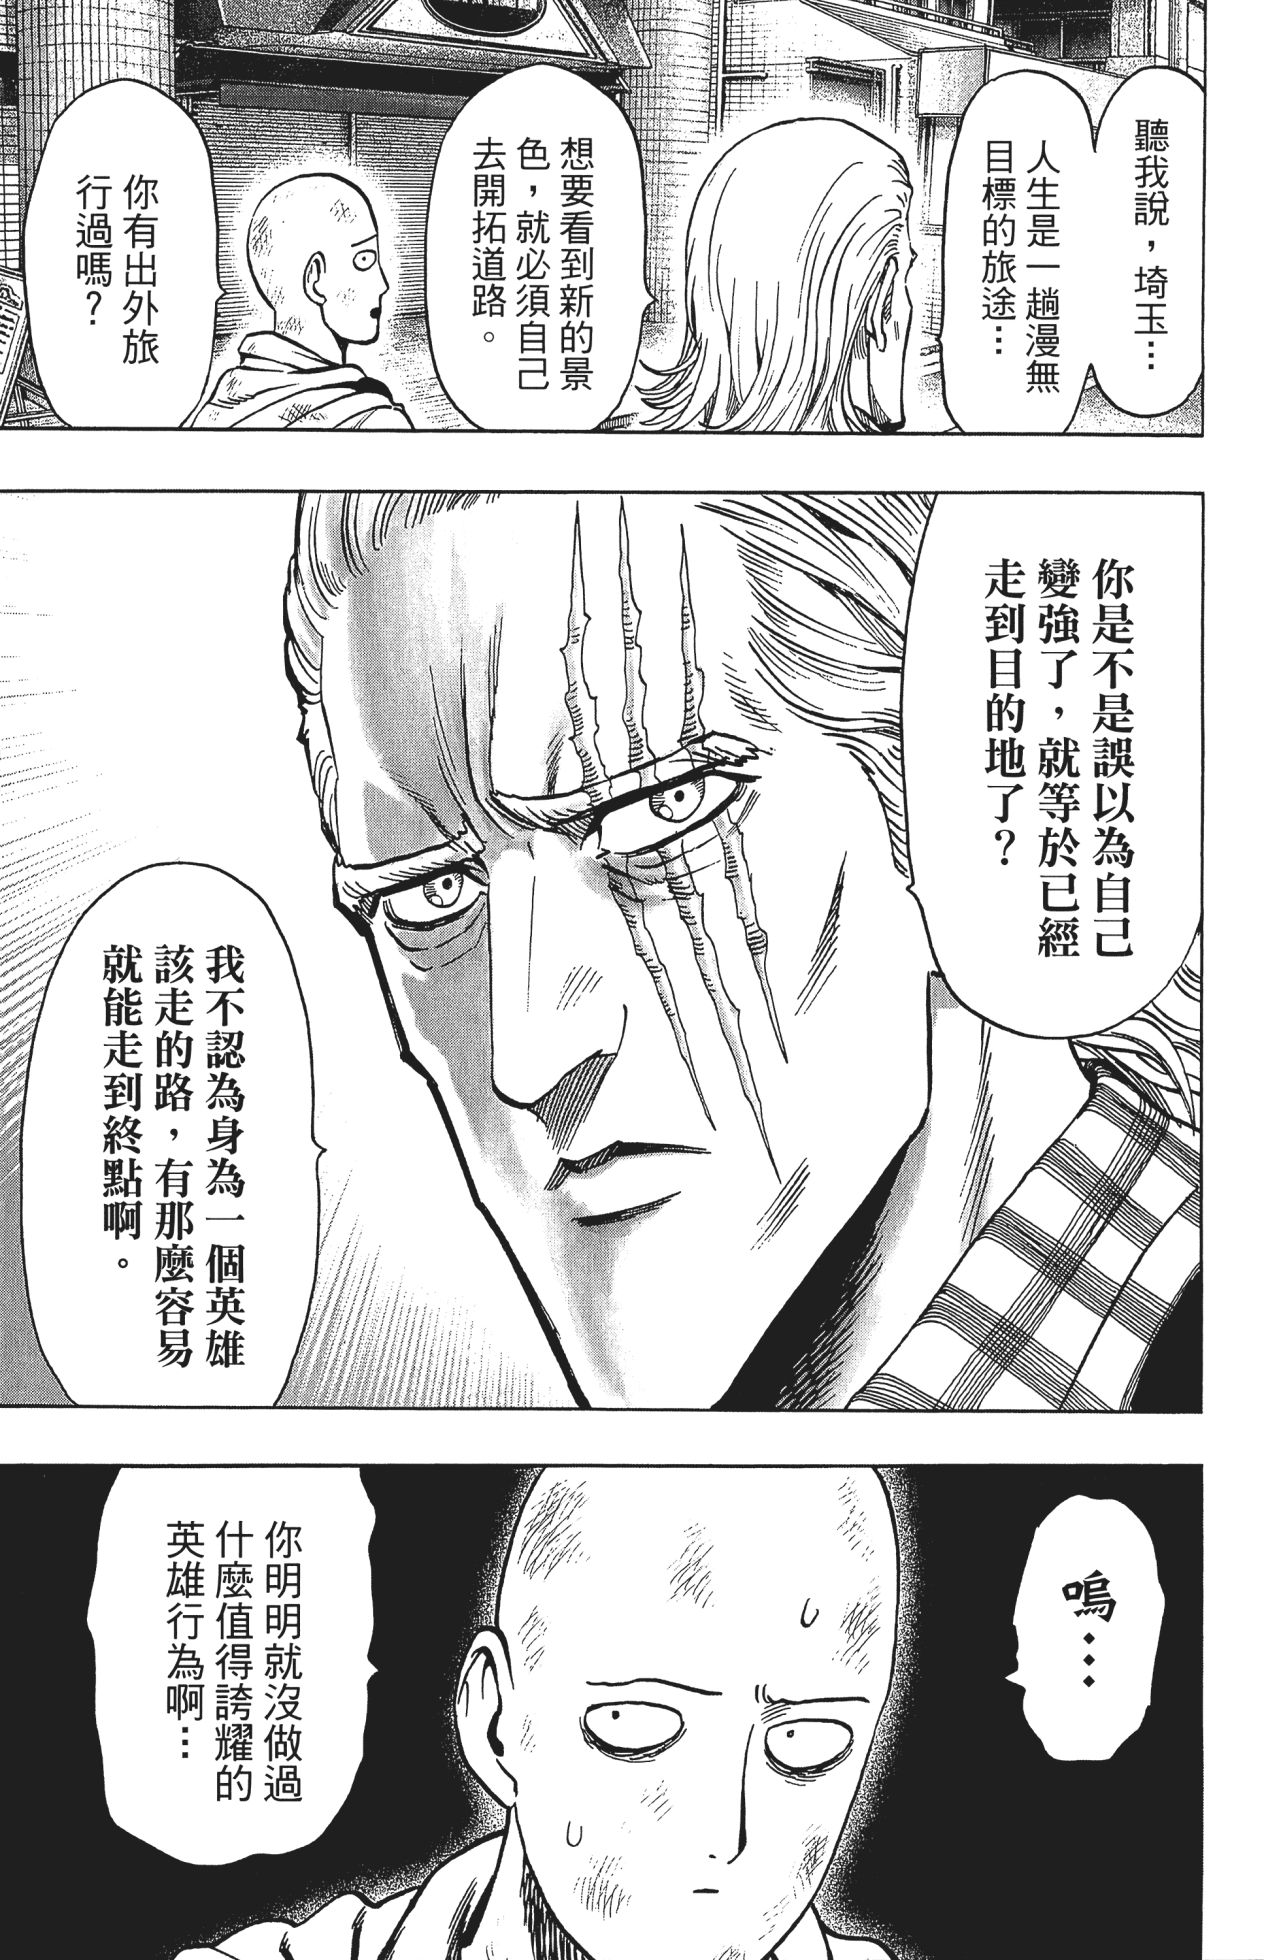 聽我說，埼玉…
人生是一趟漫無
目標的旅途…
想要看到新的景
色，就必須自己
去開拓道路。
你有出外旅
行過嗎？
你是不是誤以為自己
變強了，就等於已經
走到目的地了？
我不認為身為一個英雄
該走的路，有那麼容易
就能走到終點啊。
嗚…
你明明就沒做過
什麼值得誇耀的
英雄行為啊…